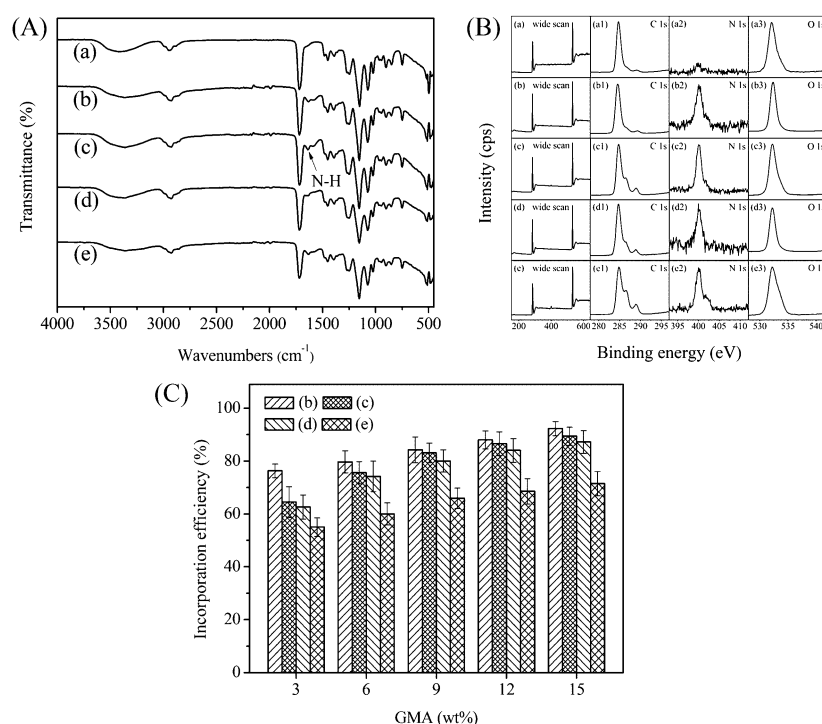 (A)
(a)
(b)
(c)
N-H
(d)
(e)
Transmittance (%)
4000 3500 3000 2500 2000 1500 1000 500
Wavenumbers (cm⁻¹)
(B)
(a) wide scan (a1) C 1s (a2) N 1s (a3) O 1s
(b) wide scan (b1) C 1s (b2) N 1s (b3) O 1s
(c) wide scan (c1) C 1s (c2) N 1s (c3) O 1s
(d) wide scan (d1) C 1s (d2) N 1s (d3) O 1s
(e) wide scan (e1) C 1s (e2) N 1s (e3) O 1s
Intensity (cps)
200 400 600 280 285 290 295 395 400 405 410 530 535 540
Binding energy (eV)
(C)
(b) (c)
(d) (e)
Incorporation efficiency (%)
100
80
60
40
20
0
3 6 9 12 15
GMA (wt%)